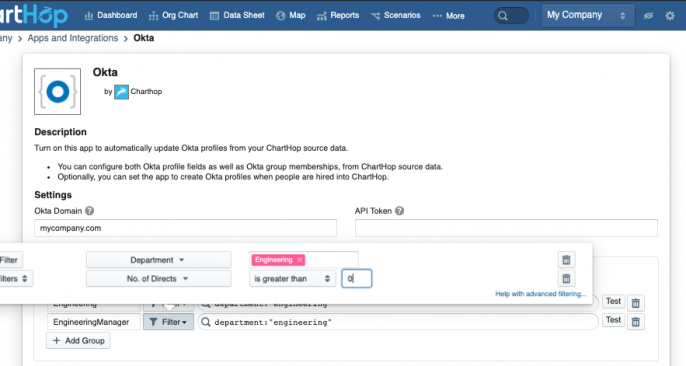 artHop Dashboard Org Chart Data Sheet Map Reports Scenarios ••• More My Company
any > Apps and Integrations > Okta
Okta
by Charthop
Description
Turn on this app to automatically update Okta profiles from your ChartHop source data.
• You can configure both Okta profile fields as well as Okta group memberships, from ChartHop source data.
• Optionally, you can set the app to create Okta profiles when people are hired into ChartHop.
Settings
Okta Domain ? API Token ?
mycompany.com
Filter Department Engineering ×
ilters No. of Directs is greater than 0
Help with advanced filtering...
Engineering Filter department:"engineering" Test
EngineeringManager Filter department:"engineering" Test
+ Add Group